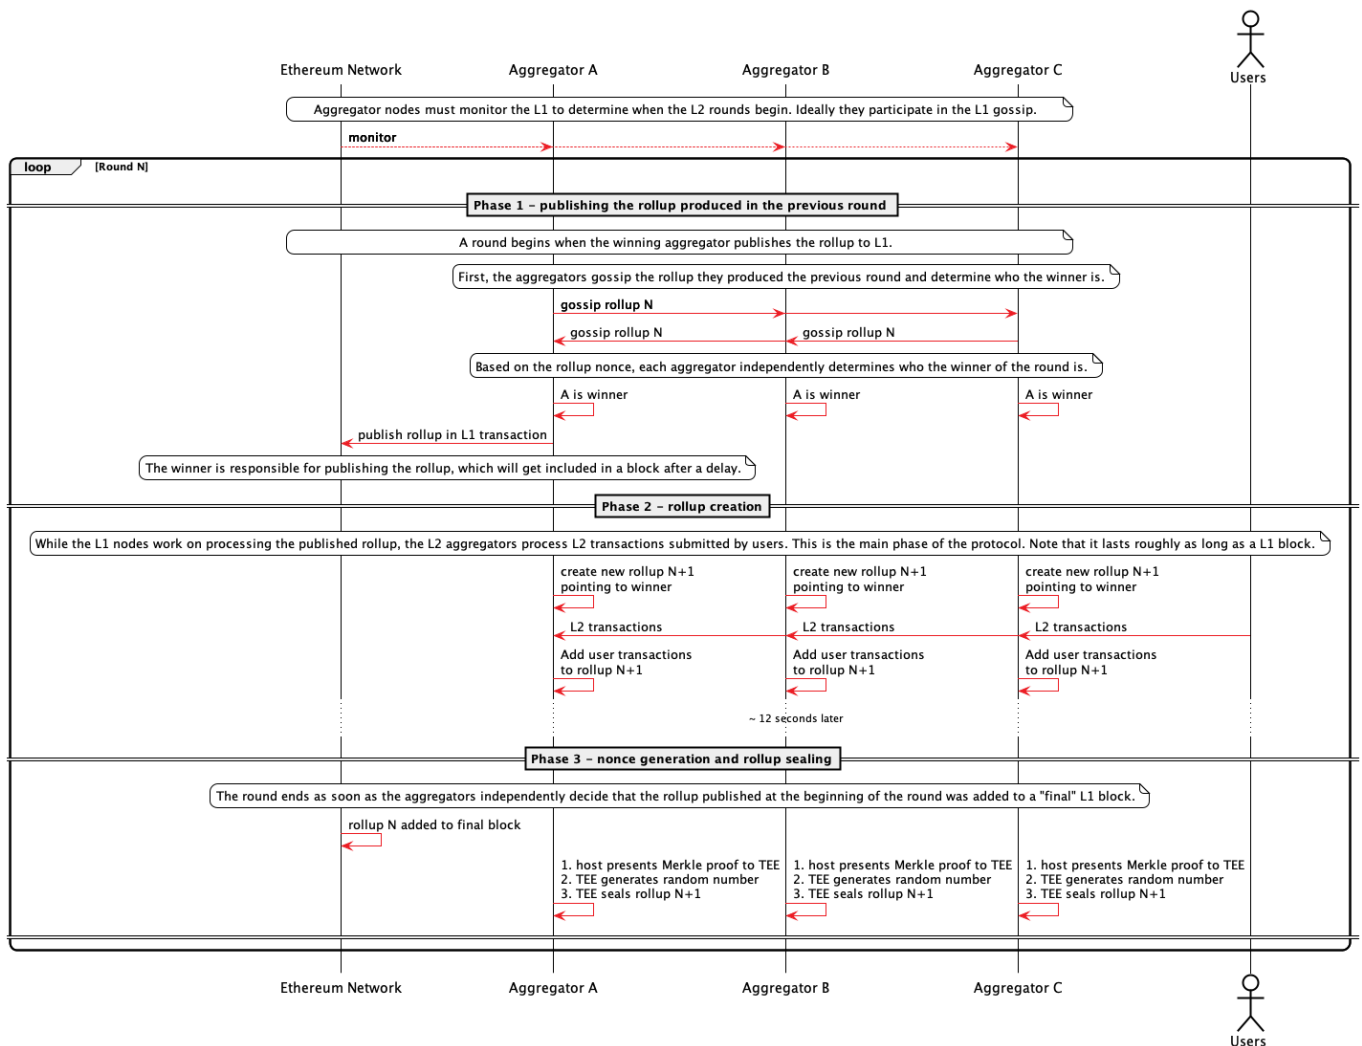 Ethereum Network Aggregator A Aggregator B Aggregator C Users
Aggregator nodes must monitor the L1 to determine when the L2 rounds begin. Ideally they participate in the L1 gossip.
monitor
loop [Round N]
Phase 1 – publishing the rollup produced in the previous round
A round begins when the winning aggregator publishes the rollup to L1.
First, the aggregators gossip the rollup they produced the previous round and determine who the winner is.
gossip rollup N
gossip rollup N gossip rollup N
Based on the rollup nonce, each aggregator independently determines who the winner of the round is.
A is winner A is winner A is winner
publish rollup in L1 transaction
The winner is responsible for publishing the rollup, which will get included in a block after a delay.
Phase 2 – rollup creation
While the L1 nodes work on processing the published rollup, the L2 aggregators process L2 transactions submitted by users. This is the main phase of the protocol. Note that it lasts roughly as long as a L1 block.
create new rollup N+1 create new rollup N+1 create new rollup N+1
pointing to winner pointing to winner pointing to winner
L2 transactions L2 transactions L2 transactions
Add user transactions Add user transactions Add user transactions
to rollup N+1 to rollup N+1 to rollup N+1
~ 12 seconds later
Phase 3 – nonce generation and rollup sealing
The round ends as soon as the aggregators independently decide that the rollup published at the beginning of the round was added to a "final" L1 block.
rollup N added to final block
1. host presents Merkle proof to TEE 1. host presents Merkle proof to TEE 1. host presents Merkle proof to TEE
2. TEE generates random number 2. TEE generates random number 2. TEE generates random number
3. TEE seals rollup N+1 3. TEE seals rollup N+1 3. TEE seals rollup N+1
Ethereum Network Aggregator A Aggregator B Aggregator C
Users